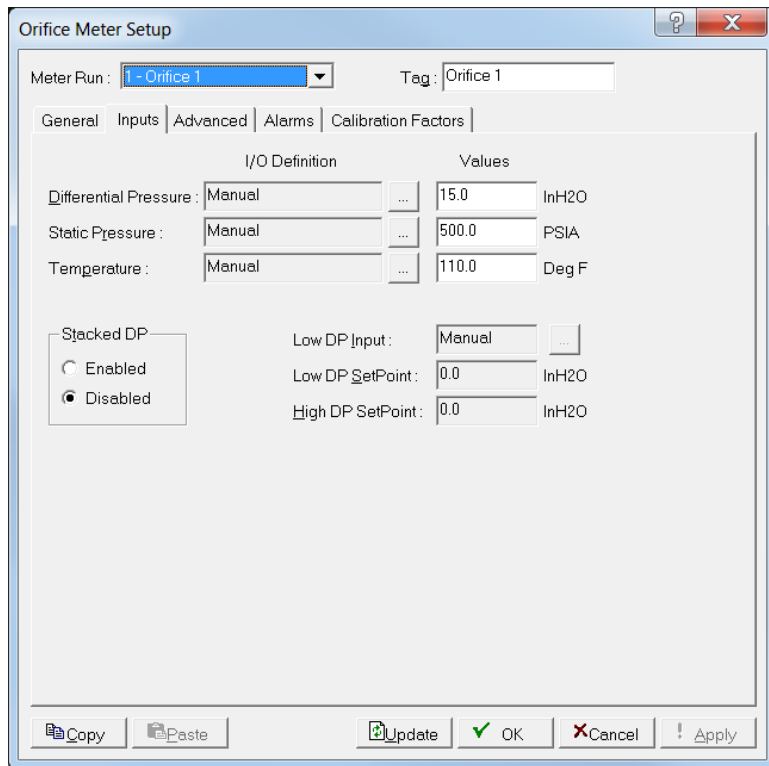 Orifice Meter Setup
Meter Run : 1 - Orifice 1 Tag : Orifice 1
General Inputs Advanced Alarms Calibration Factors
I/O Definition Values
Differential Pressure : Manual ... 15.0 InH2O
Static Pressure : Manual ... 500.0 PSIA
Temperature : Manual ... 110.0 Deg F
Stacked DP
Enabled
Disabled
Low DP Input : Manual ...
Low DP SetPoint : 0.0 InH2O
High DP SetPoint : 0.0 InH2O
Copy Paste Update OK Cancel ! Apply